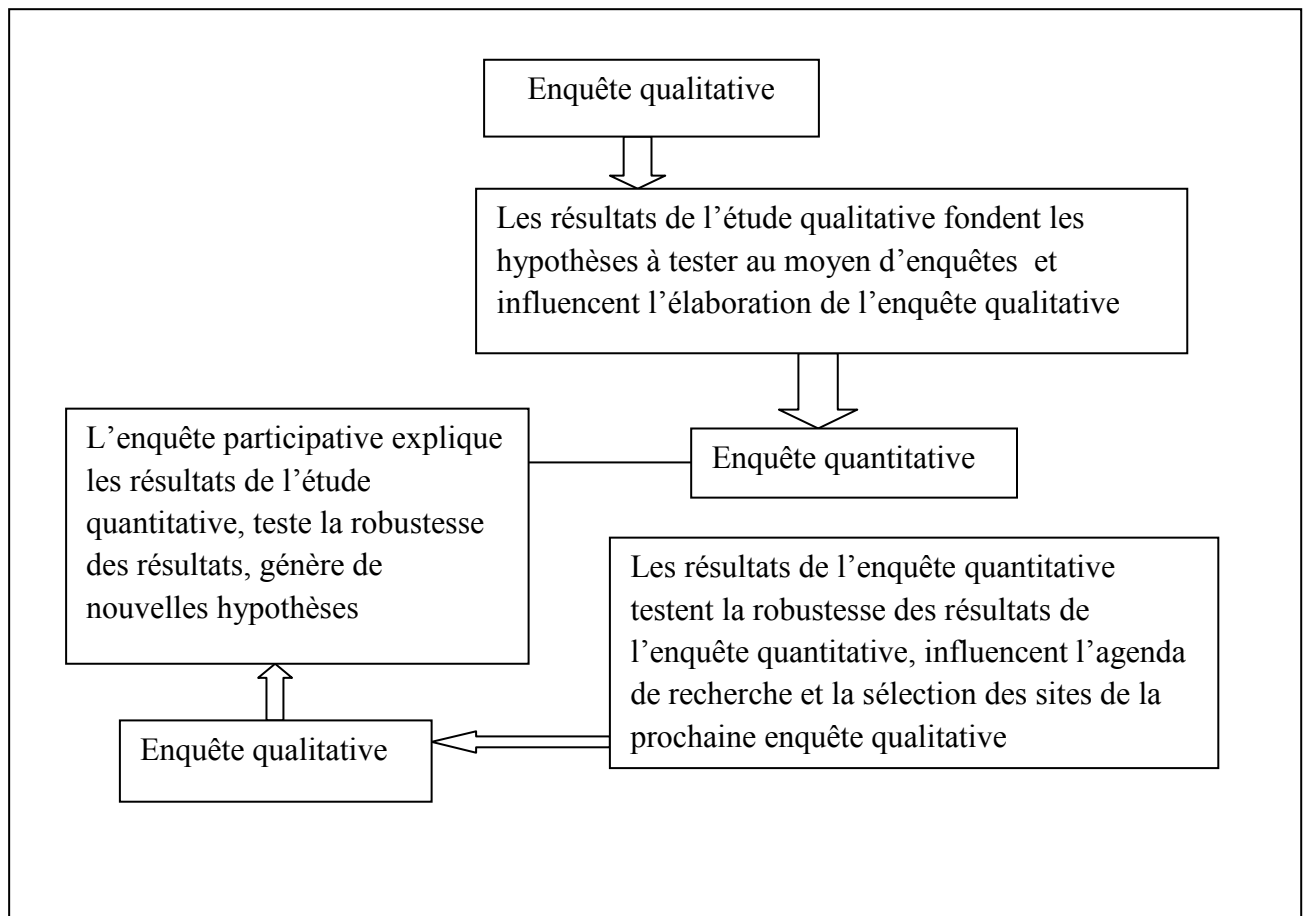 Enquête qualitative
Les résultats de l’étude qualitative fondent les
hypothèses à tester au moyen d’enquêtes et
influencent l’élaboration de l’enquête qualitative
Enquête quantitative
L’enquête participative explique
les résultats de l’étude
quantitative, teste la robustesse
des résultats, génère de
nouvelles hypothèses
Les résultats de l’enquête quantitative
testent la robustesse des résultats de
l’enquête quantitative, influencent l’agenda
de recherche et la sélection des sites de la
prochaine enquête qualitative
Enquête qualitative